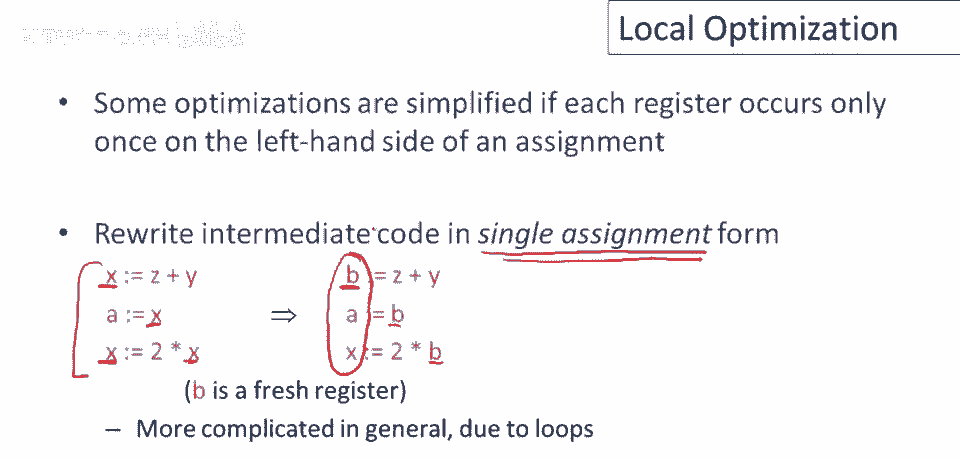 Local Optimization
• Some optimizations are simplified if each register occurs only
once on the left-hand side of an assignment
• Rewrite intermediate code in single assignment form
x := z + y ⇒ b := z + y
a := x a := b
x := 2 * x x := 2 * b
(b is a fresh register)
– More complicated in general, due to loops